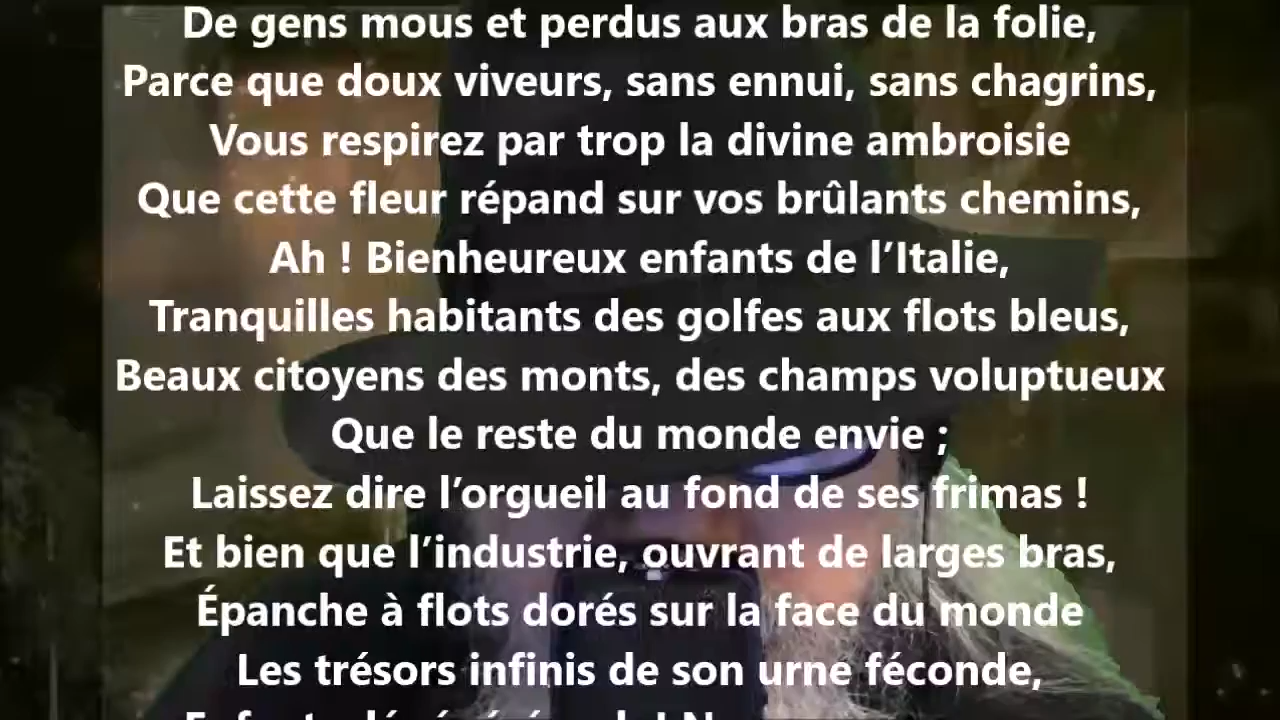 De gens mous et perdus aux bras de la folie,
Parce que doux viveurs, sans ennui, sans chagrins,
Vous respirez par trop la divine ambroisie
Que cette fleur répand sur vos brûlants chemins,
Ah ! Bienheureux enfants de l’Italie,
Tranquilles habitants des golfes aux flots bleus,
Beaux citoyens des monts, des champs voluptueux
Que le reste du monde envie ;
Laissez dire l’orgueil au fond de ses frimas !
Et bien que l’industrie, ouvrant de larges bras,
Épanche à flots dorés sur la face du monde
Les trésors infinis de son urne féconde,